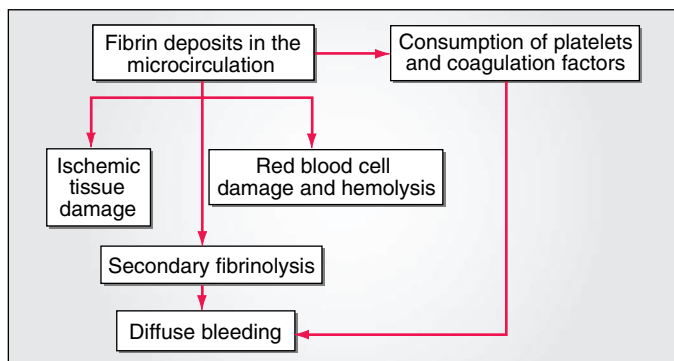 Fibrin deposits in the
microcirculation
Consumption of platelets
and coagulation factors
Ischemic
tissue
damage
Red blood cell
damage and hemolysis
Secondary fibrinolysis
Diffuse bleeding